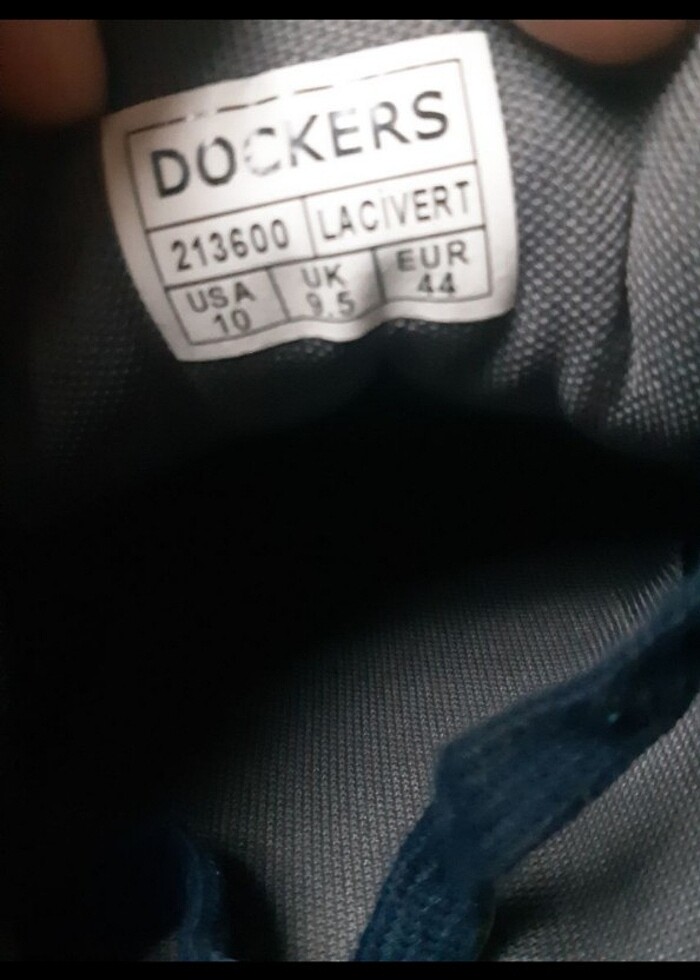 DOCKERS
213600 LACİVERT
USA UK EUR
10 9.5 44